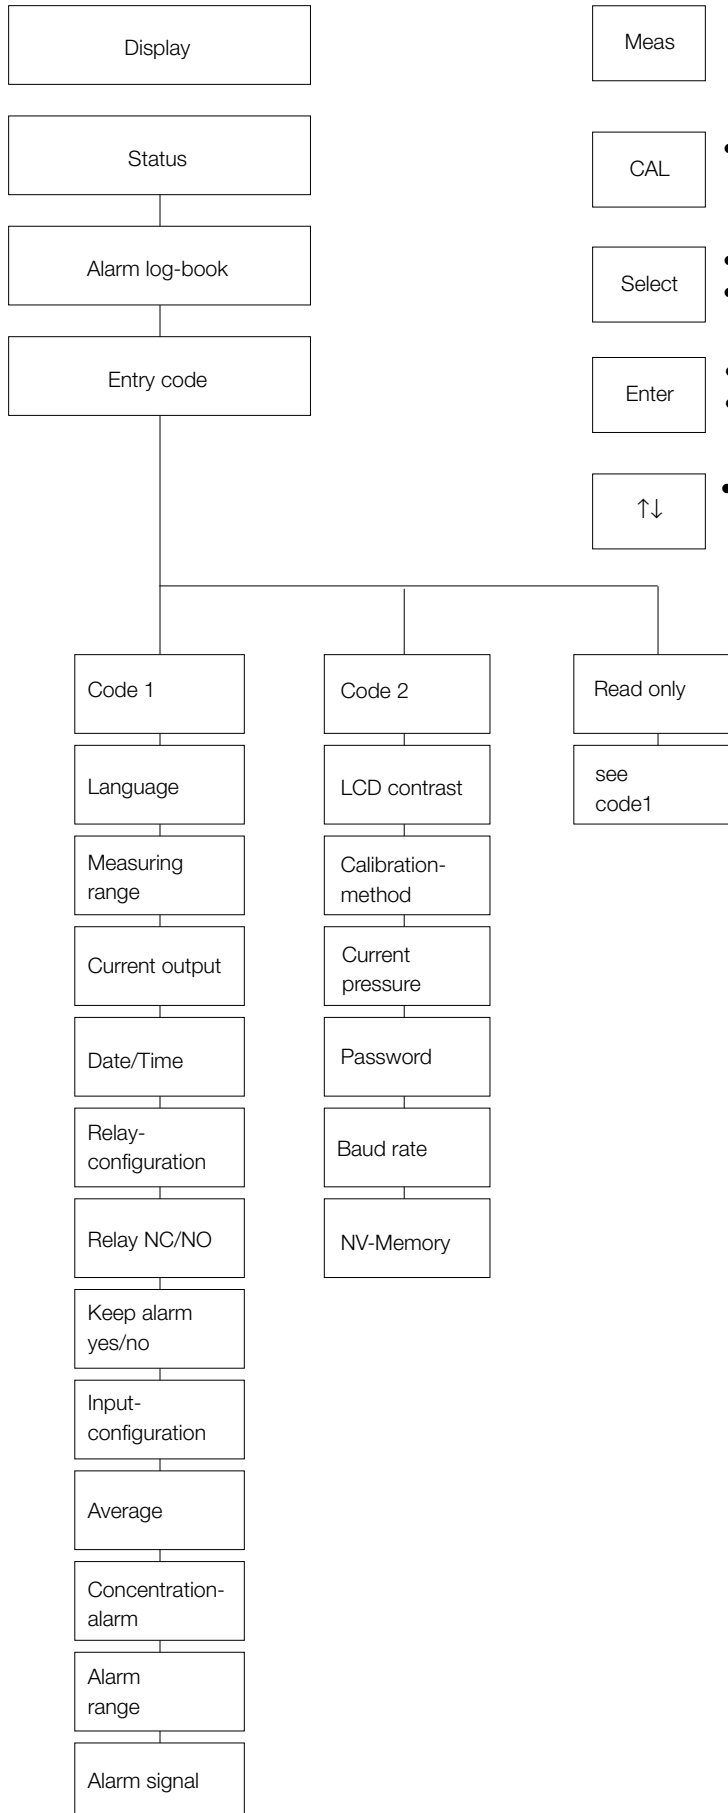 Display
Status
Alarm log-book
Entry code
Meas
CAL
•
Select
•
•
Enter
•
•
↑↓
•
Code 1
Language
Measuring
range
Current output
Date/Time
Relay-
configuration
Relay NC/NO
Keep alarm
yes/no
Input-
configuration
Average
Concentration-
alarm
Alarm
range
Alarm signal
Code 2
LCD contrast
Calibration-
method
Current
pressure
Password
Baud rate
NV-Memory
Read only
see
code1